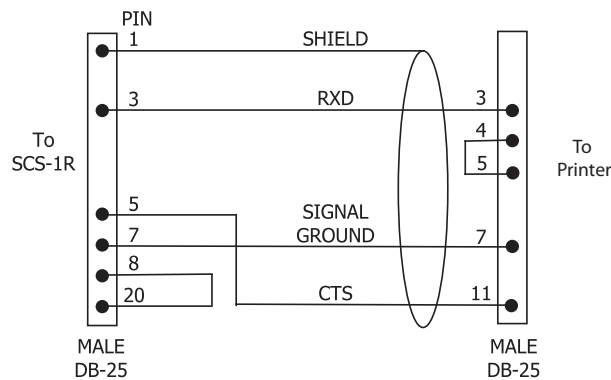 PIN
1
SHIELD
3
RXD
3
4
To
SCS-1R
To
Printer
5
5
SIGNAL
GROUND
7
7
8
20
CTS
11
MALE
DB-25
MALE
DB-25